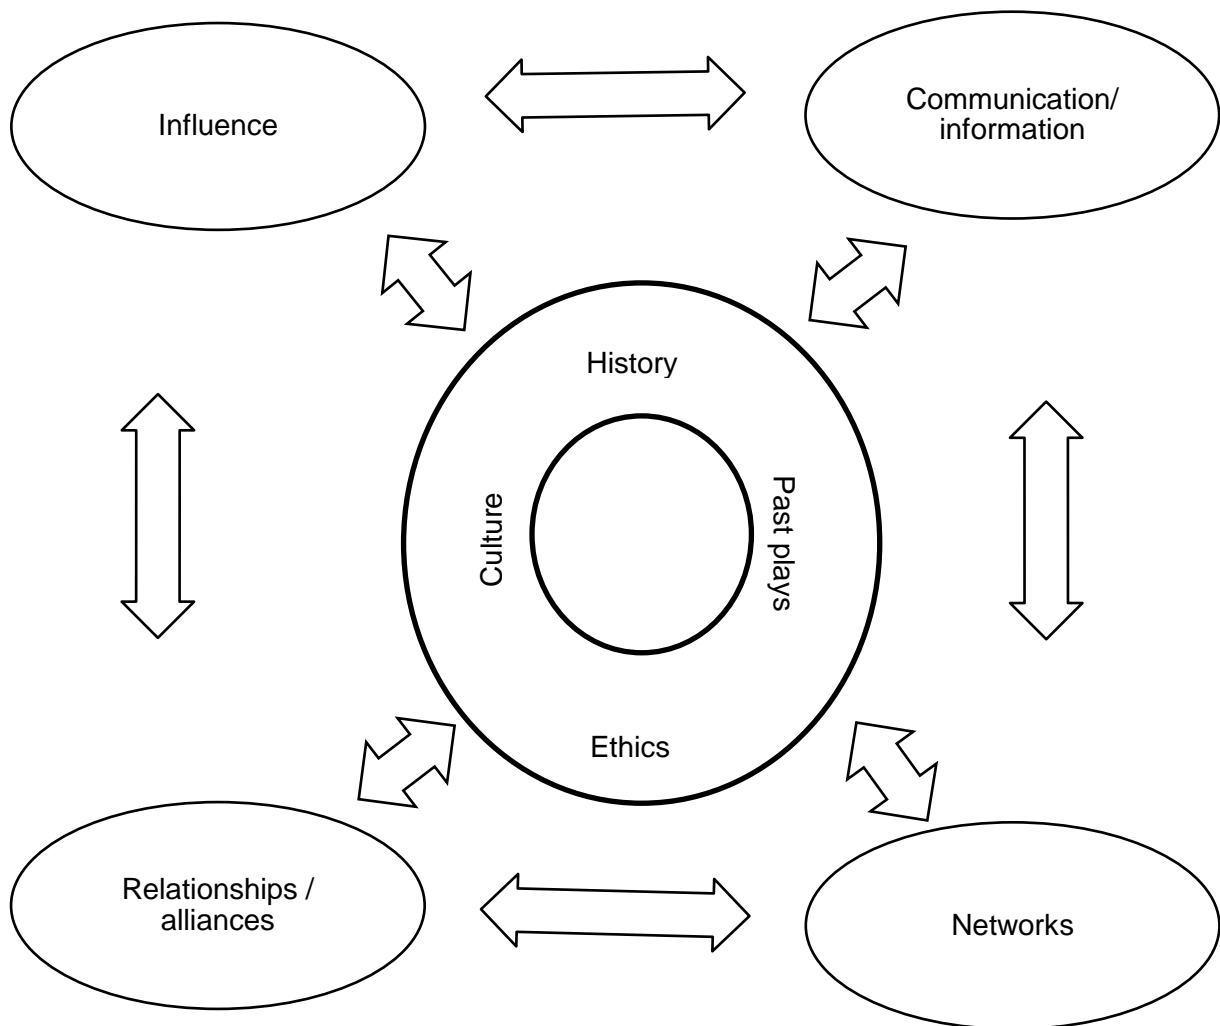 Influence
Communication/
information
History
Culture
Past plays
Ethics
Relationships /
alliances
Networks